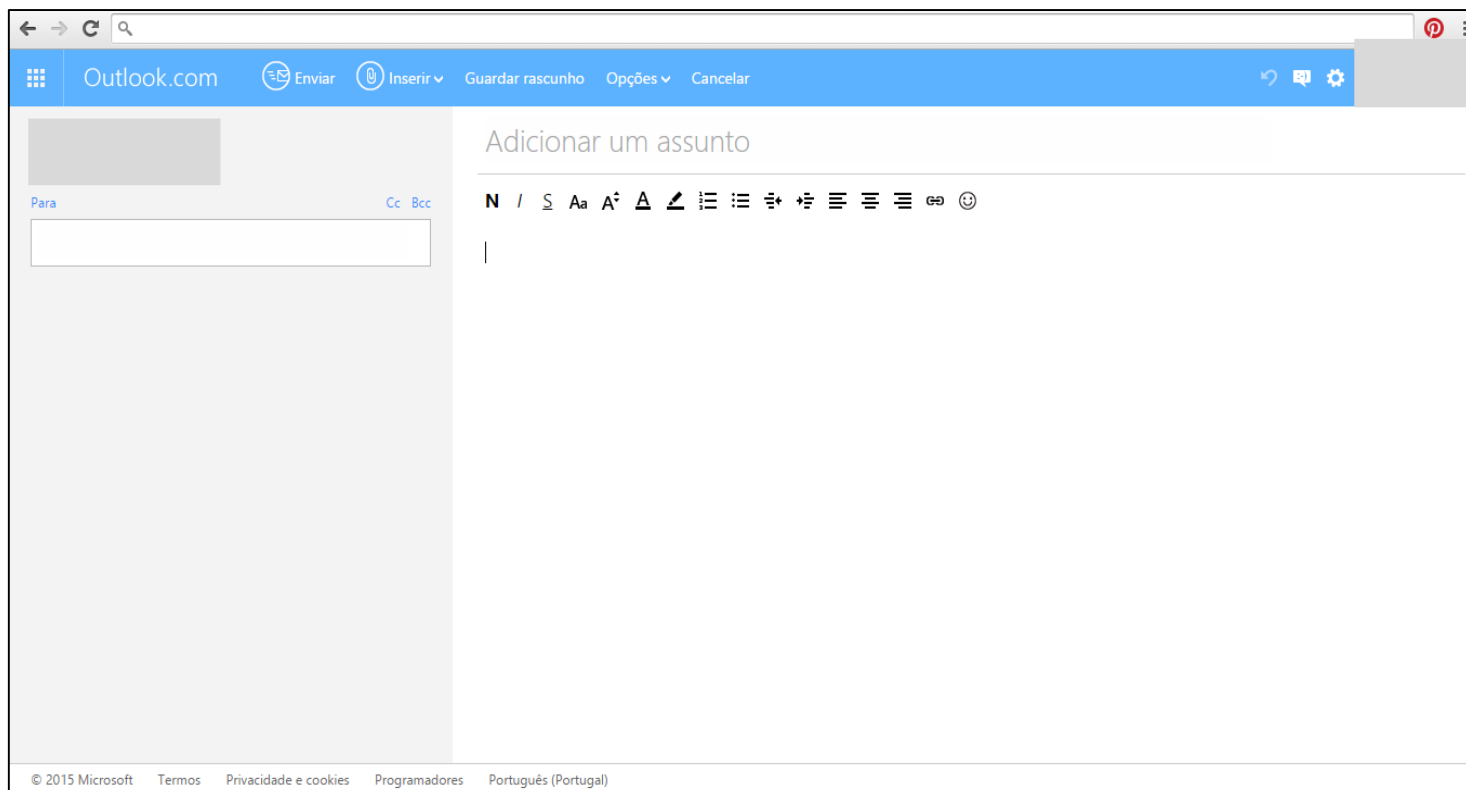 Outlook.com Enviar Inserir Guardar rascunho Opções Cancelar
Adicionar um assunto
Para Cc Bcc
N I S Aa A A
© 2015 Microsoft Termos Privacidade e cookies Programadores Português (Portugal)